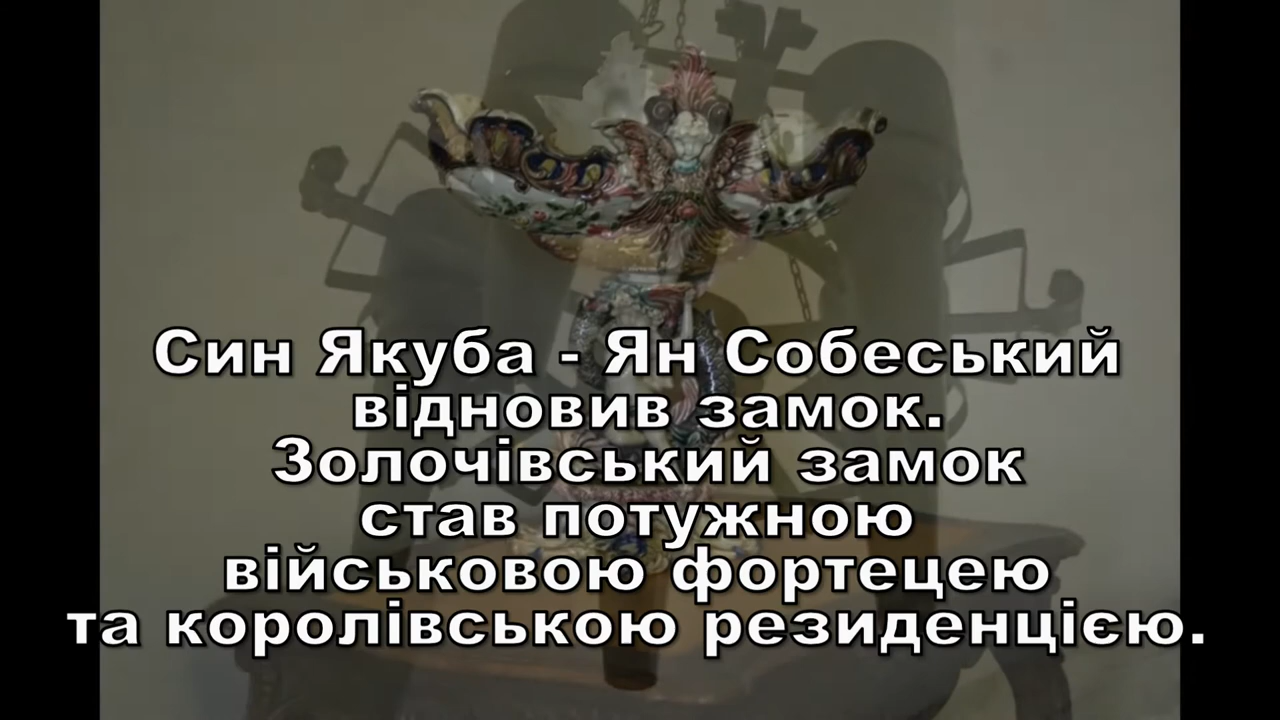 Син Якуба - Ян Собеський
відновив замок.
Золочівський замок
став потужною
військовою фортецею
та королівською резиденцією.